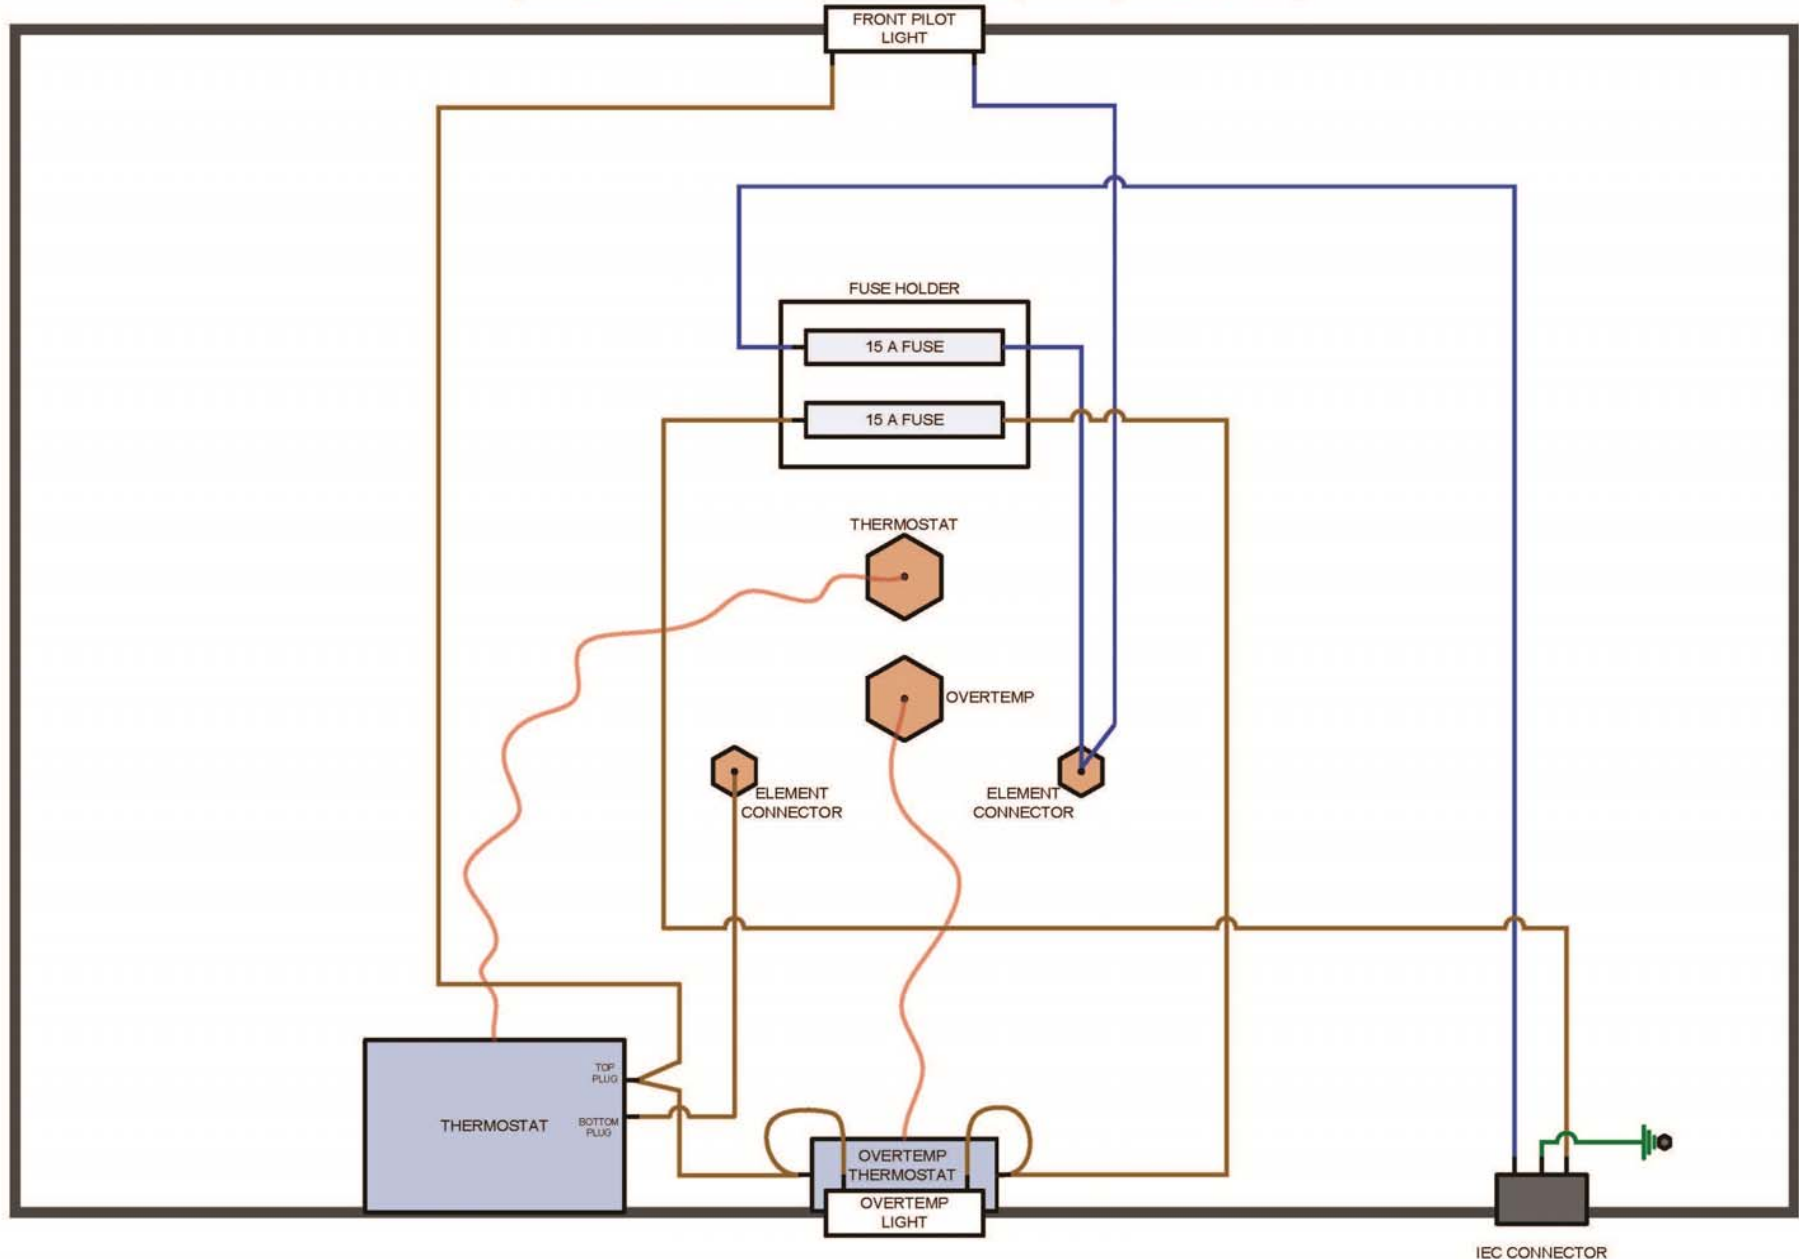 FRONT PILOT
LIGHT
FUSE HOLDER
15 A FUSE
15 A FUSE
THERMOSTAT
OVERTEMP
ELEMENT
CONNECTOR
ELEMENT
CONNECTOR
TOP
PLUG
THERMOSTAT
BOTTOM
PLUG
OVERTEMP
THERMOSTAT
OVERTEMP
LIGHT
IEC CONNECTOR